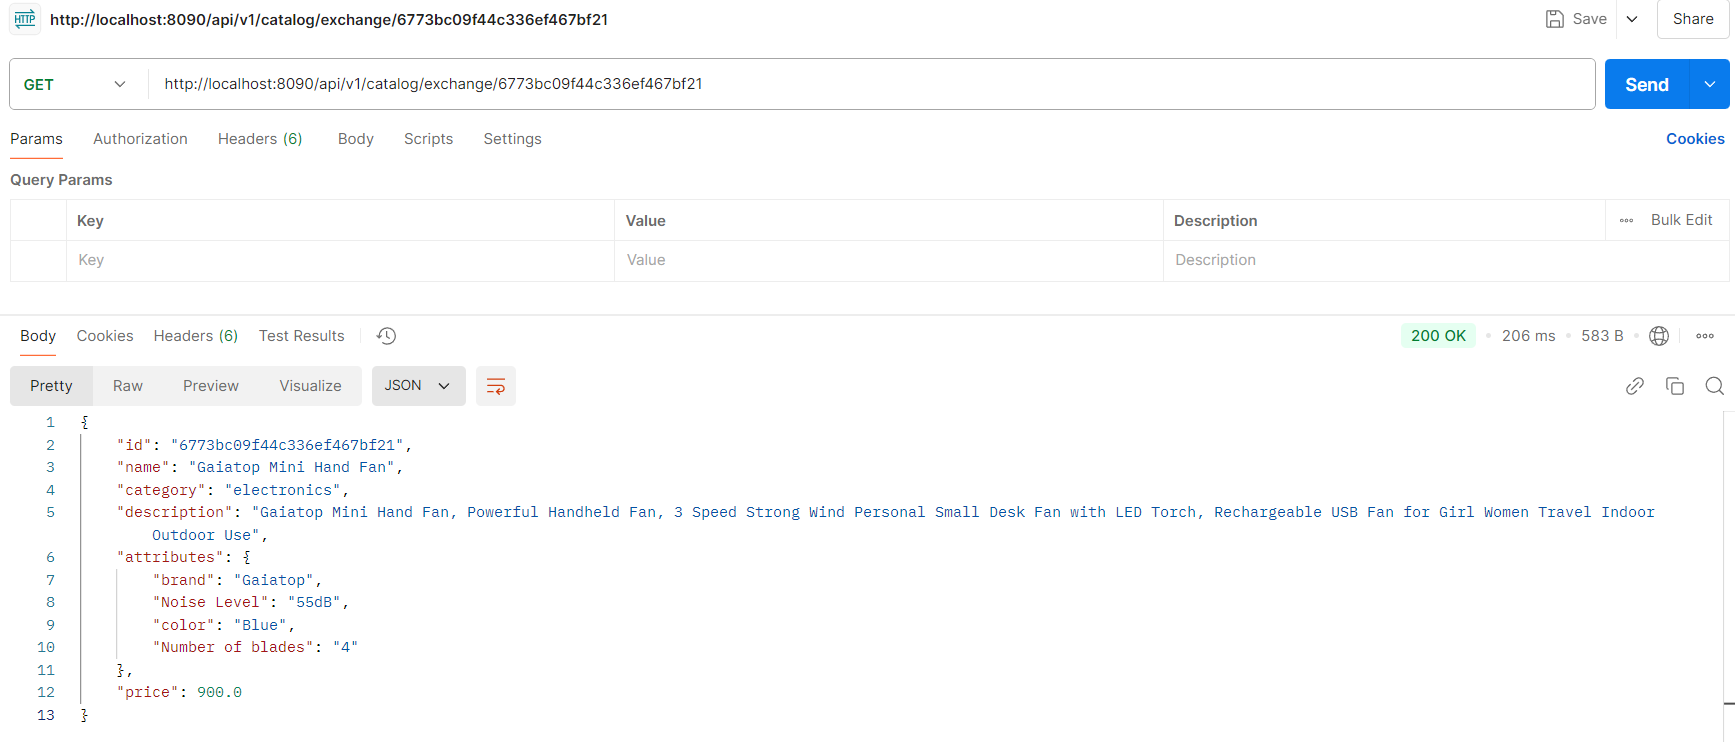 HTTP http://localhost:8090/api/v1/catalog/exchange/6773bc09f44c336ef467bf21 Save Share
GET http://localhost:8090/api/v1/catalog/exchange/6773bc09f44c336ef467bf21 Send
Params Authorization Headers (6) Body Scripts Settings Cookies
Query Params
Key Value Description Bulk Edit
Key Value Description
Body Cookies Headers (6) Test Results 200 OK 206 ms 583 B
Pretty Raw Preview Visualize JSON
1 {
2 "id": "6773bc09f44c336ef467bf21",
3 "name": "Gaiatop Mini Hand Fan",
4 "category": "electronics",
5 "description": "Gaiatop Mini Hand Fan, Powerful Handheld Fan, 3 Speed Strong Wind Personal Small Desk Fan with LED Torch, Rechargeable USB Fan for Girl Women Travel Indoor
Outdoor Use",
6 "attributes": {
7 "brand": "Gaiatop",
8 "Noise Level": "55dB",
9 "color": "Blue",
10 "Number of blades": "4"
11 },
12 "price": 900.0
13 }